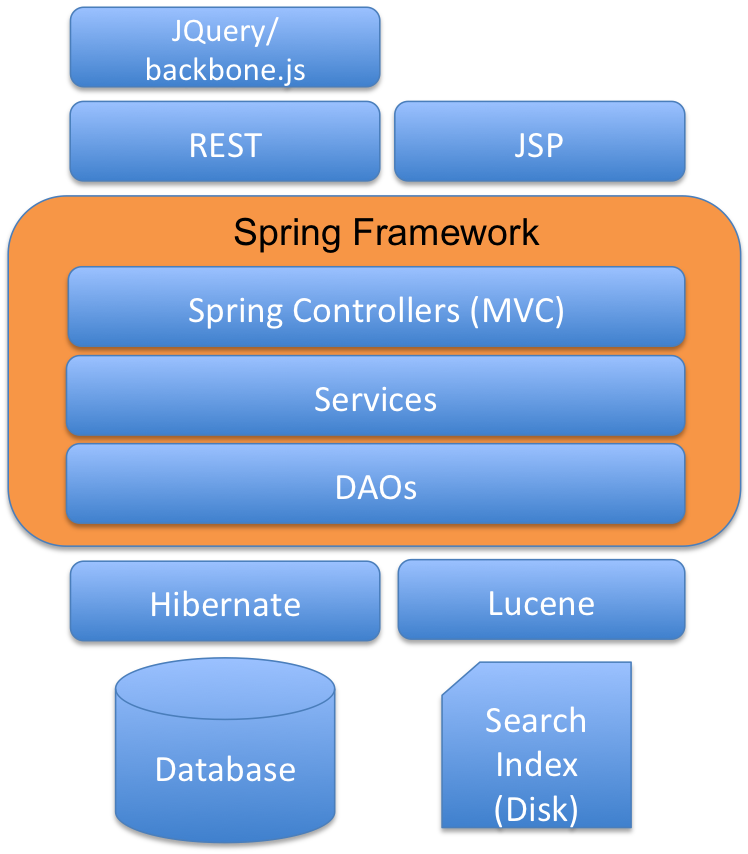 JQuery/
backbone.js
REST
JSP
Spring Framework
Spring Controllers (MVC)
Services
DAOs
Hibernate
Lucene
Database
Search
Index
(Disk)